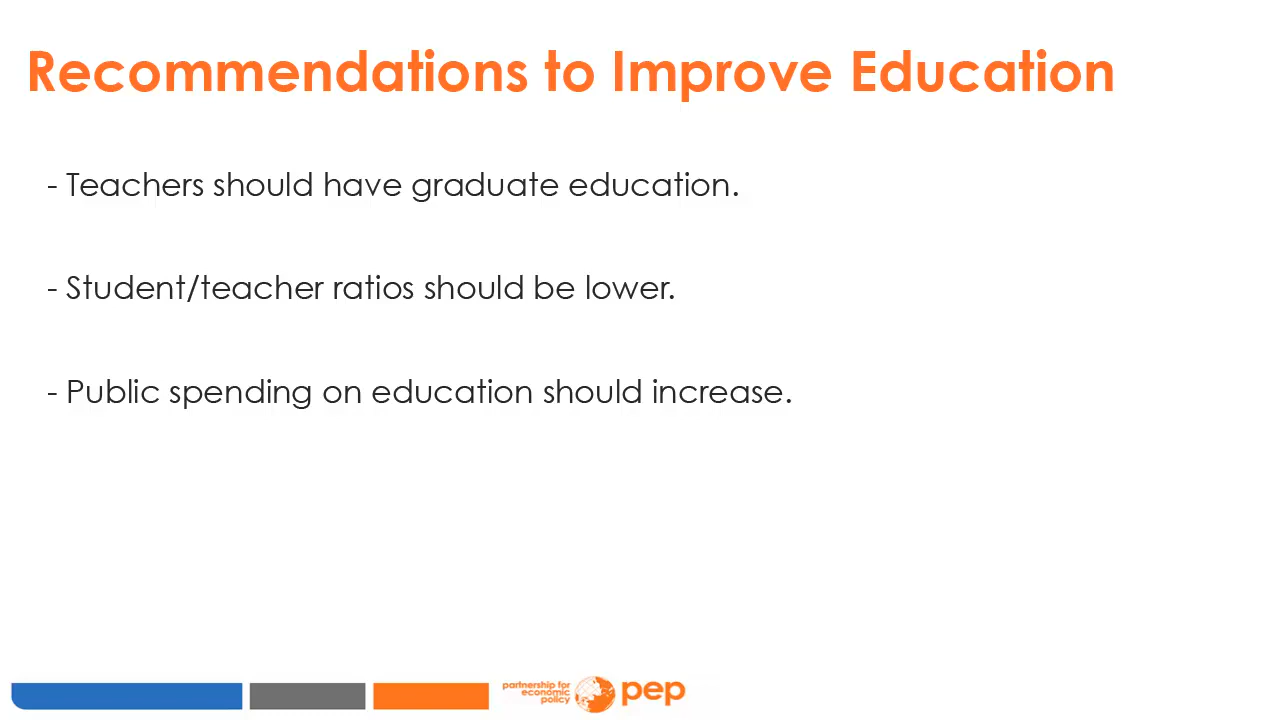 Recommendations to Improve Education
- Teachers should have graduate education.
- Student/teacher ratios should be lower.
- Public spending on education should increase.
partnership for
economic
policy
pep